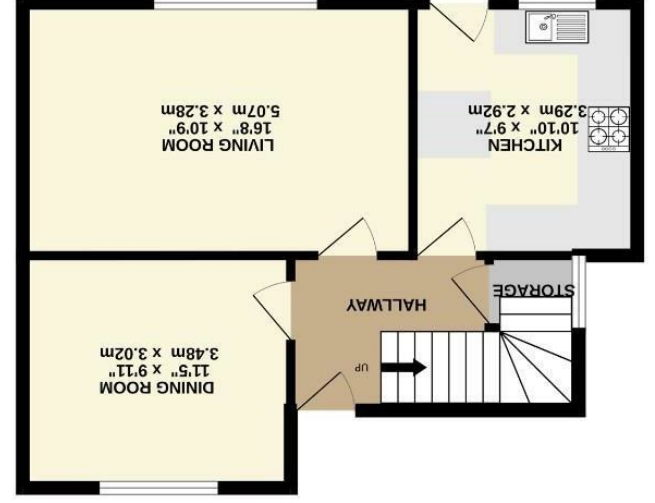 DINING ROOM
11'5" x 9'11"
3.48m x 3.02m
UP
HALLWAY
STORAGE
KITCHEN
10'10" x 9'7"
3.29m x 2.92m
LIVING ROOM
16'8" x 10'9"
5.07m x 3.28m